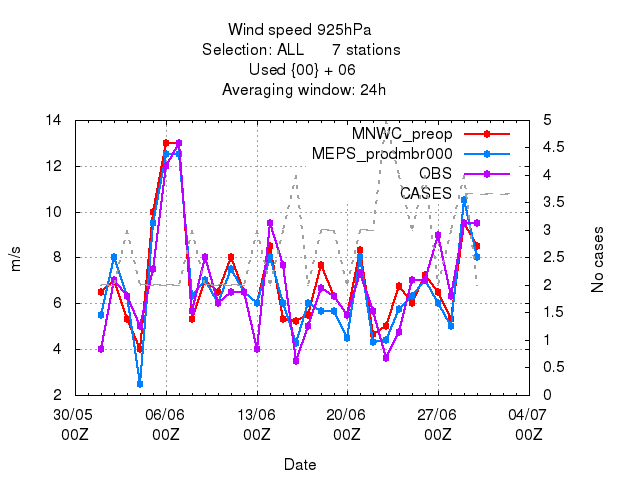 Wind speed 925hPa
Selection: ALL 7 stations
Used {00} + 06
Averaging window: 24h
14
12
10
8
6
4
2
m/s
5
4.5
4
3.5
3
2.5
2
1.5
1
0.5
0
No cases
MNWC_preop
MEPS_prodmbr000
OBS
CASES
30/05 06/06 13/06 20/06 27/06 04/07
00Z 00Z 00Z 00Z 00Z 00Z
Date